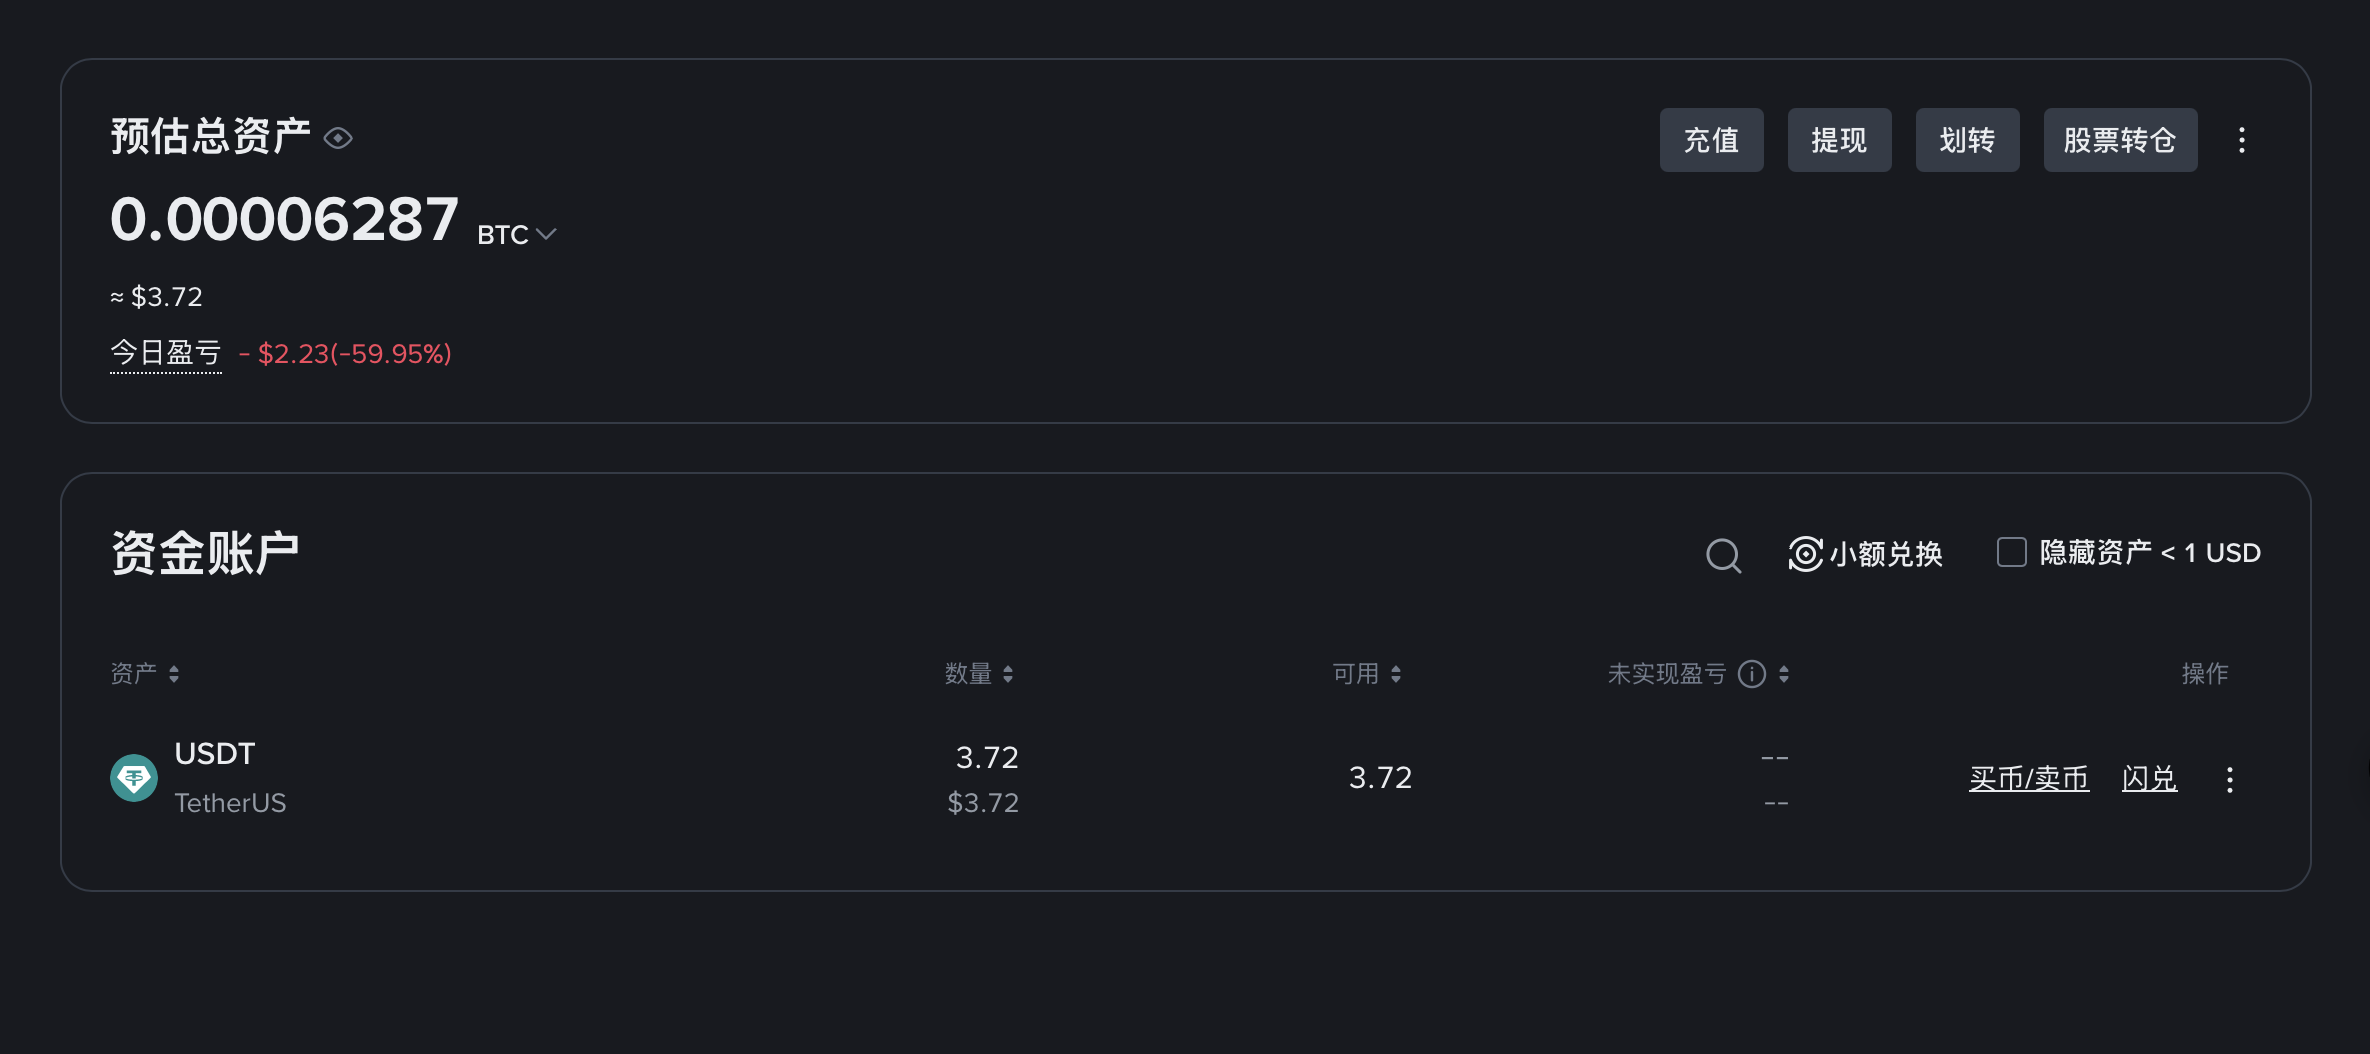 预估总资产
充值 提现 划转 股票转仓
0.00006287 BTC
≈ $3.72
今日盈亏 - $2.23(-59.95%)
资金账户
小额兑换 隐藏资产 < 1 USD
资产 数量 可用 未实现盈亏 操作
USDT 3.72 3.72 -- 买币/卖币 闪兑
TetherUS $3.72 --